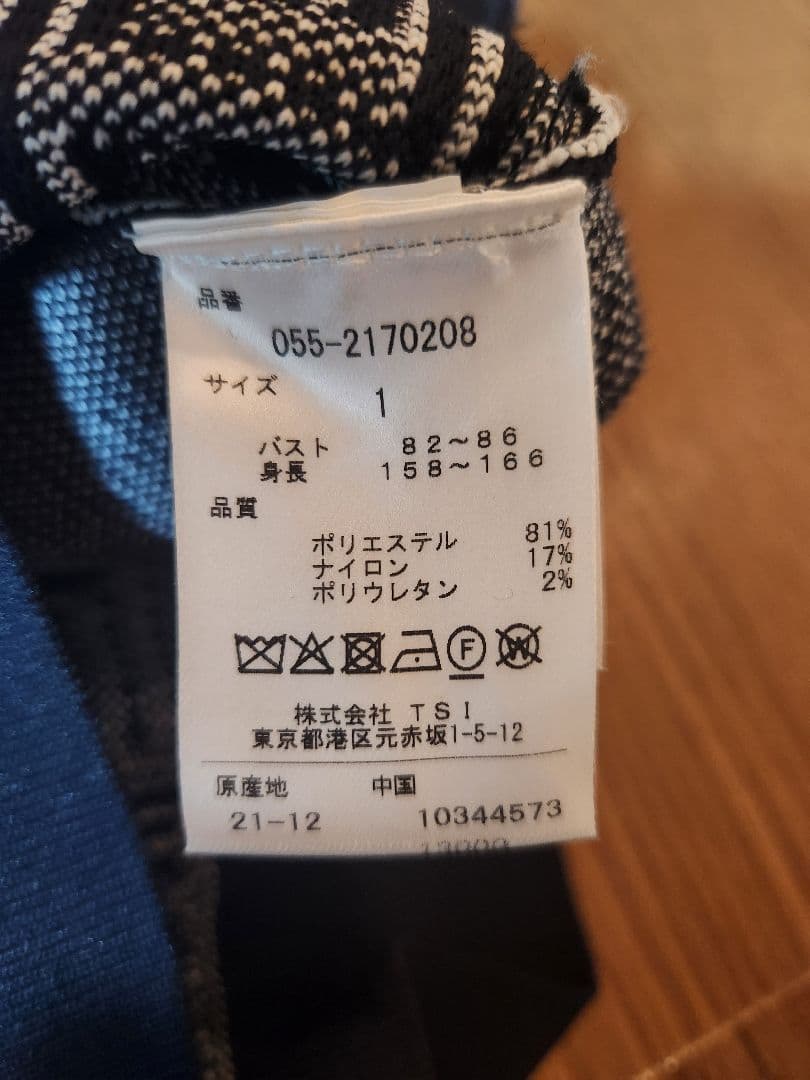 品番
055-2170208
サイズ
1
バスト 82～86
身長 158～166
品質
ポリエステル 81%
ナイロン 17%
ポリウレタン 2%
F W
株式会社 TSI
東京都港区元赤坂1-5-12
原産地 中国
21-12 10344573